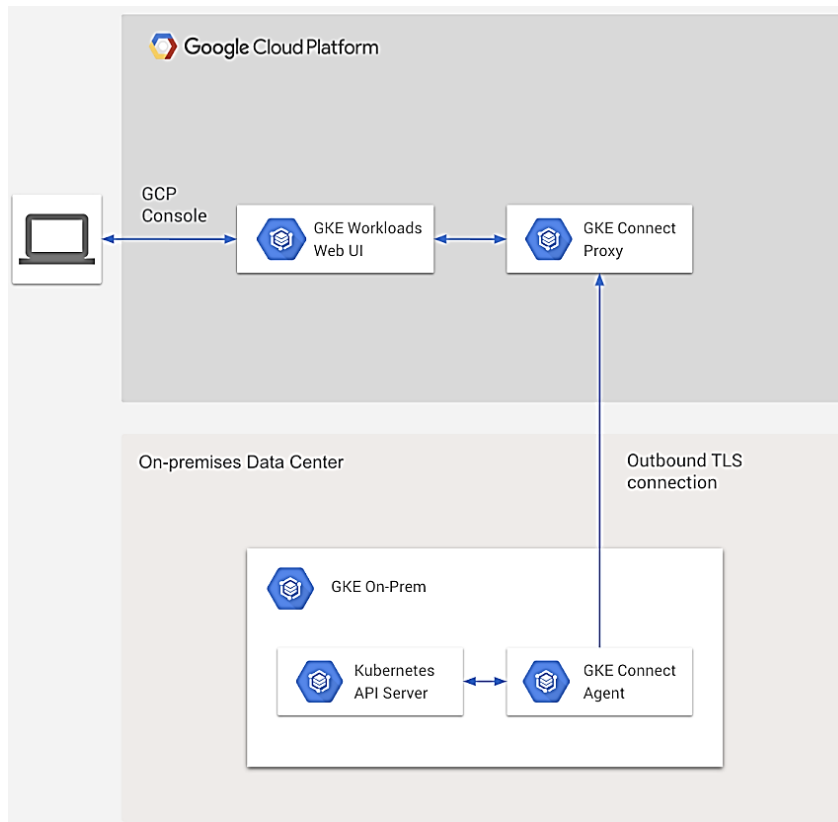 Google Cloud Platform
GCP
Console
GKE Workloads
Web UI
GKE Connect
Proxy
On-premises Data Center
Outbound TLS
connection
GKE On-Prem
Kubernetes
API Server
GKE Connect
Agent